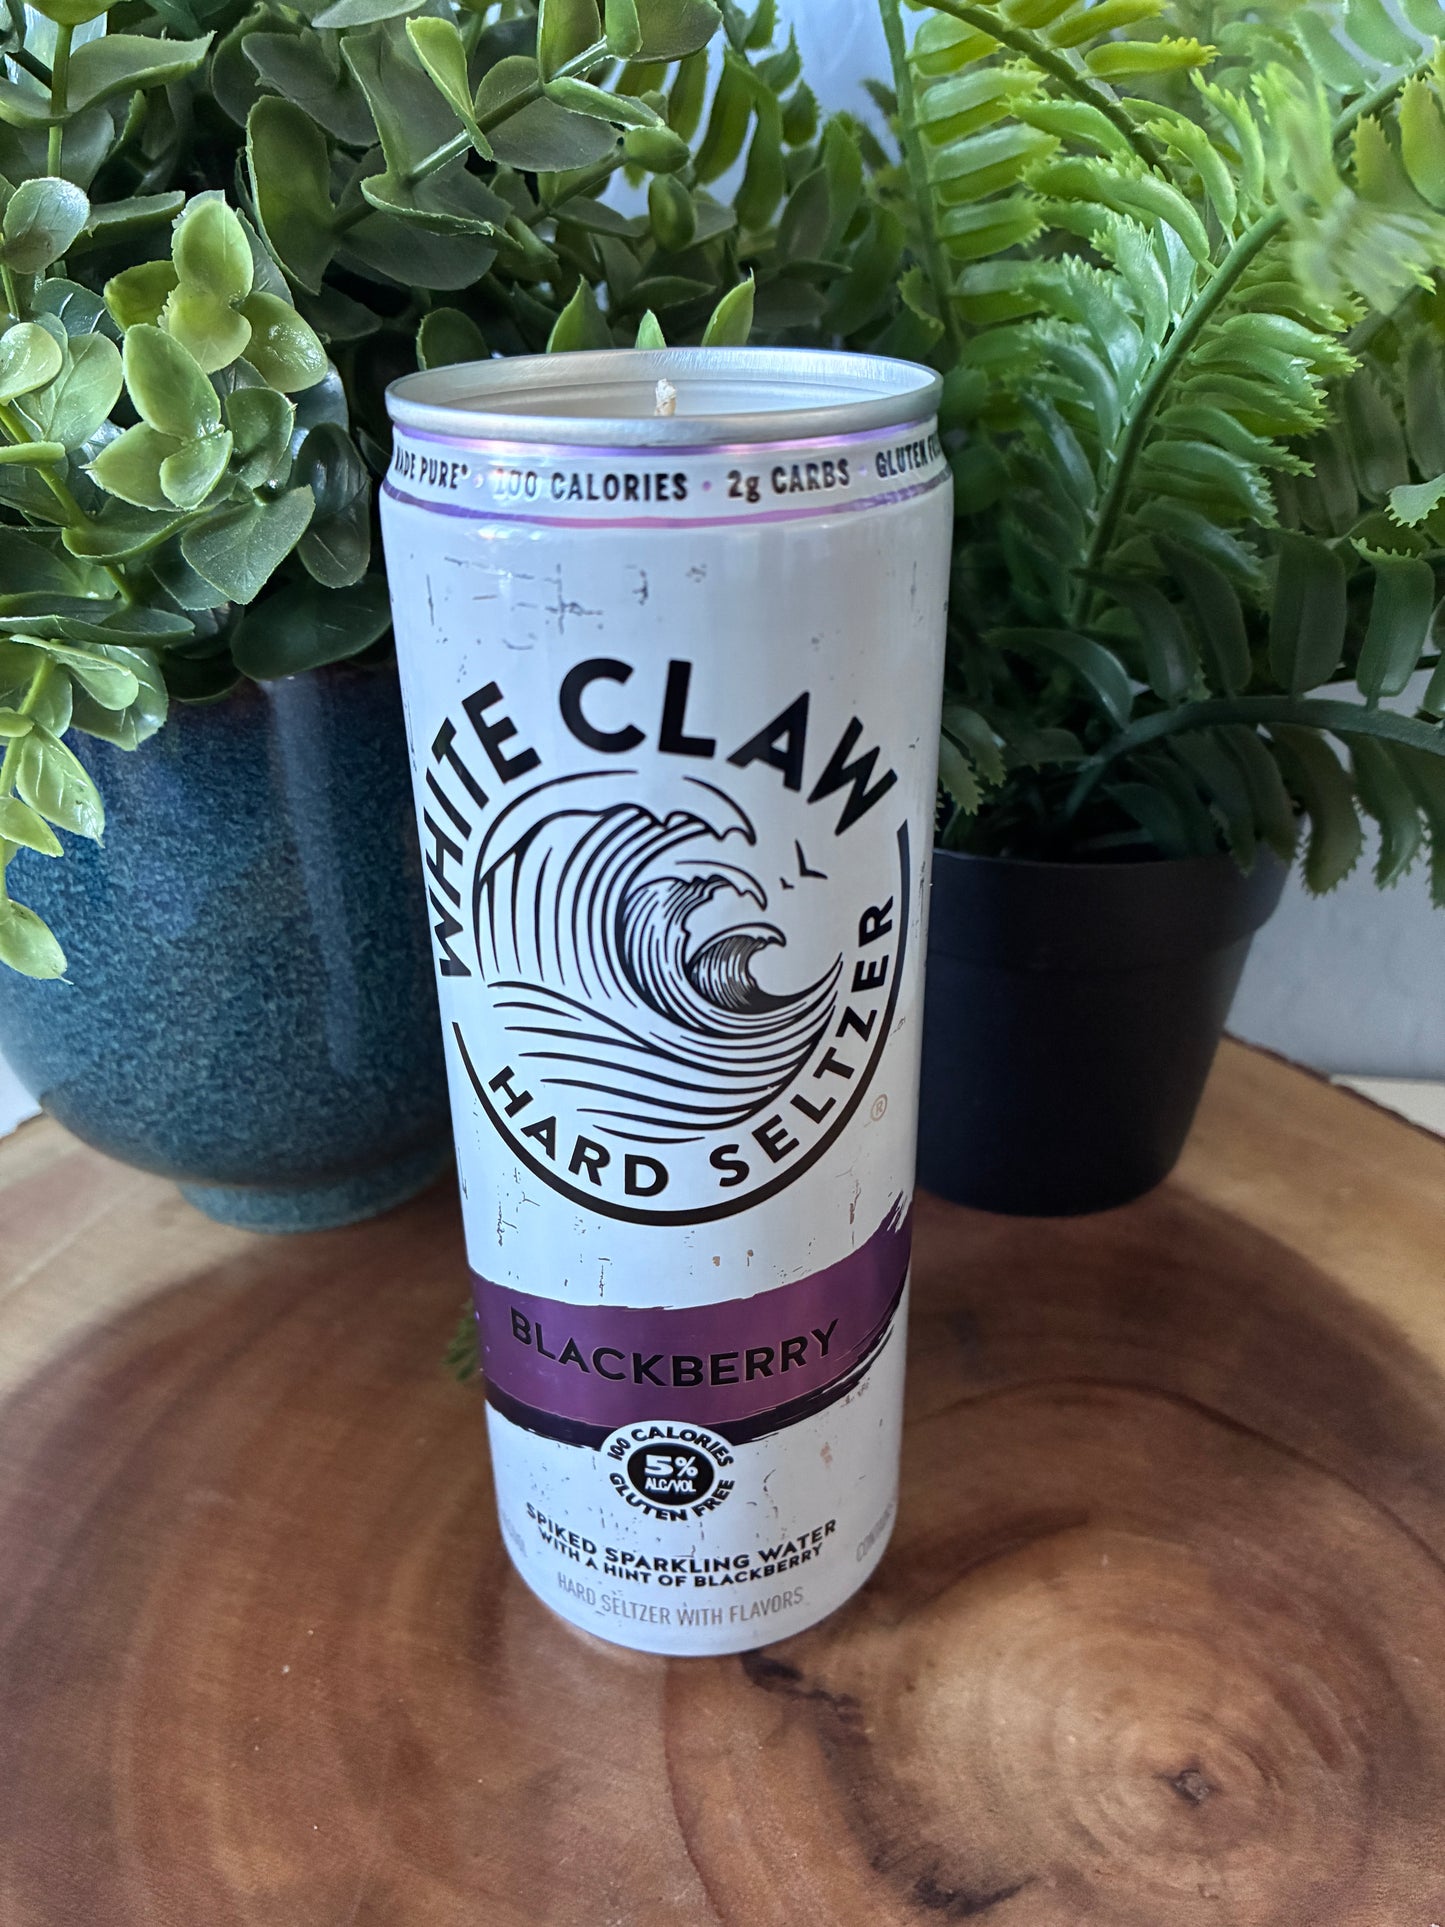 MADE PURE® • 100 CALORIES • 2g CARBS • GLUTEN
WHITE CLAW
HARD SELTZER
®
BLACKBERRY
100 CALORIES
5%
ALC/VOL
GLUTEN FREE
SPIKED SPARKLING WATER
WITH A HINT OF BLACKBERRY
HARD SELTZER WITH FLAVORS